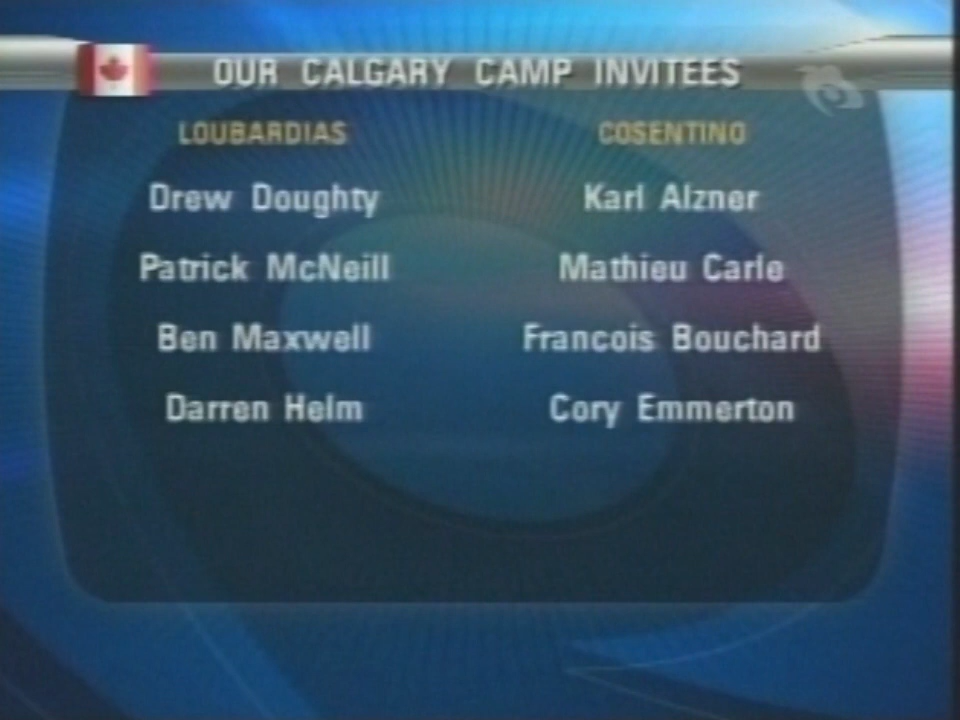 OUR CALGARY CAMP INVITEES
LOUBARDIAS COSENTINO
Drew Doughty Karl Alzner
Patrick McNeill Mathieu Carle
Ben Maxwell Francois Bouchard
Darren Helm Cory Emmerton